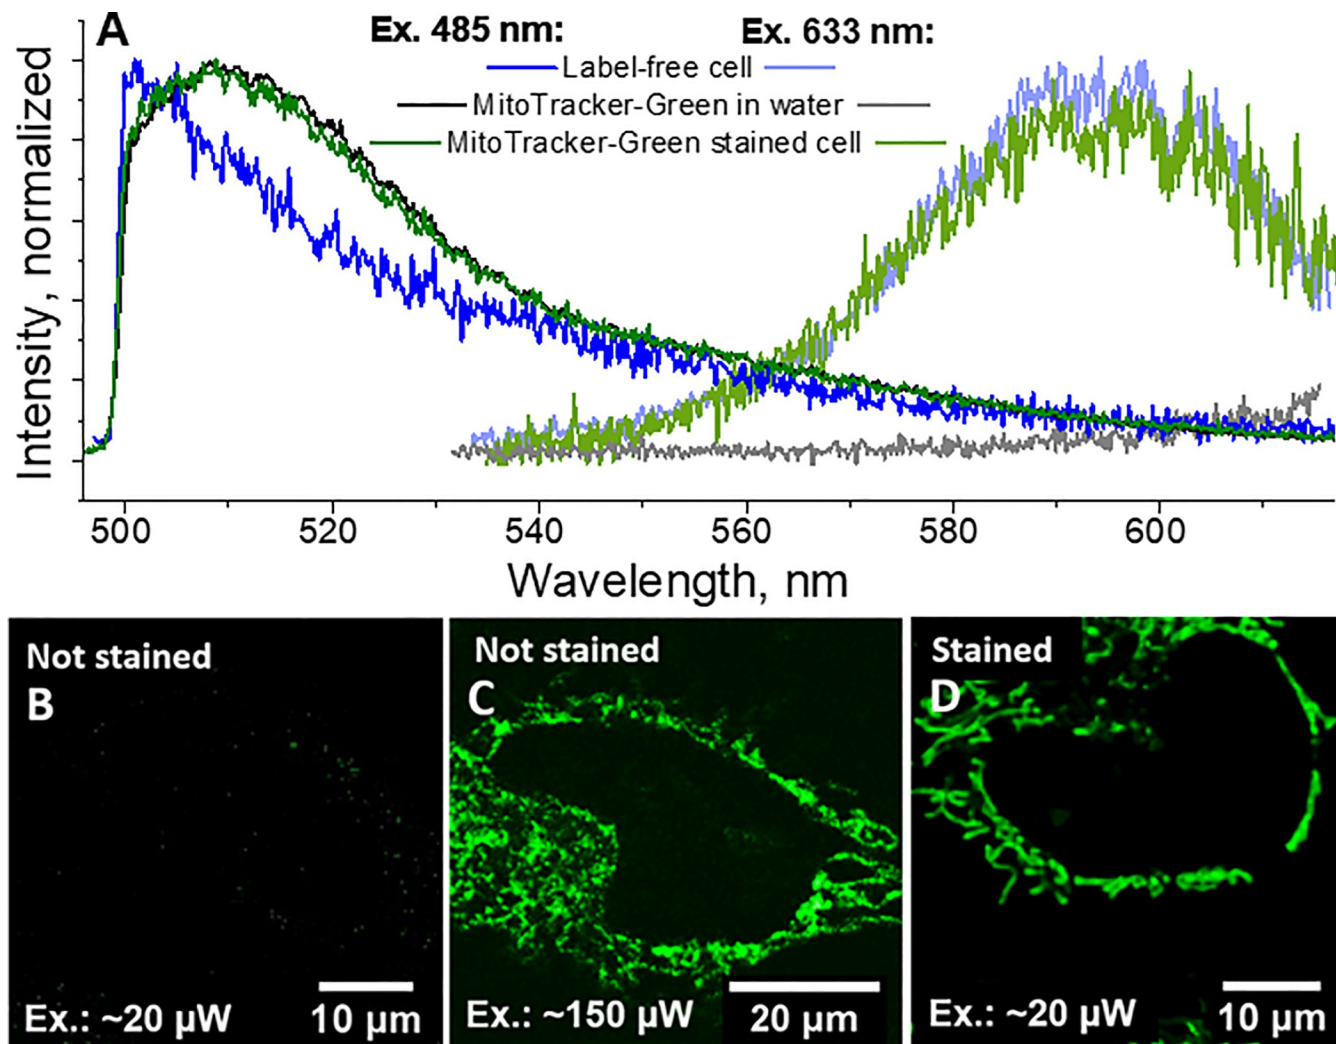 A
Ex. 485 nm: Ex. 633 nm:
Label-free cell
MitoTracker-Green in water
MitoTracker-Green stained cell
Intensity, normalized
500 520 540 560 580 600
Wavelength, nm
Not stained
B
Ex.: ~20 µW
10 µm
Not stained
C
Ex.: ~150 µW
20 µm
Stained
D
Ex.: ~20 µW
10 µm